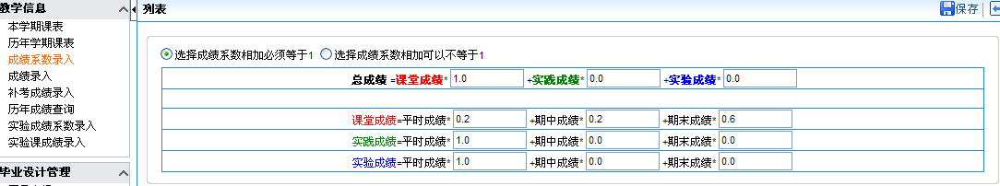 教学信息
本学期课表
历年学期课表
成绩系数录入
成绩录入
补考成绩录入
历年成绩查询
实验成绩系数录入
实验课成绩录入
毕业设计管理
列表
保存
选择成绩系数相加必须等于1 选择成绩系数相加可以不等于1
总成绩 =课堂成绩* 1.0 +实践成绩* 0.0 +实验成绩* 0.0
课堂成绩=平时成绩* 0.2 +期中成绩* 0.2 +期末成绩* 0.6
实践成绩=平时成绩* 1.0 +期中成绩* 0.0 +期末成绩* 0.0
实验成绩=平时成绩* 1.0 +期中成绩* 0.0 +期末成绩* 0.0